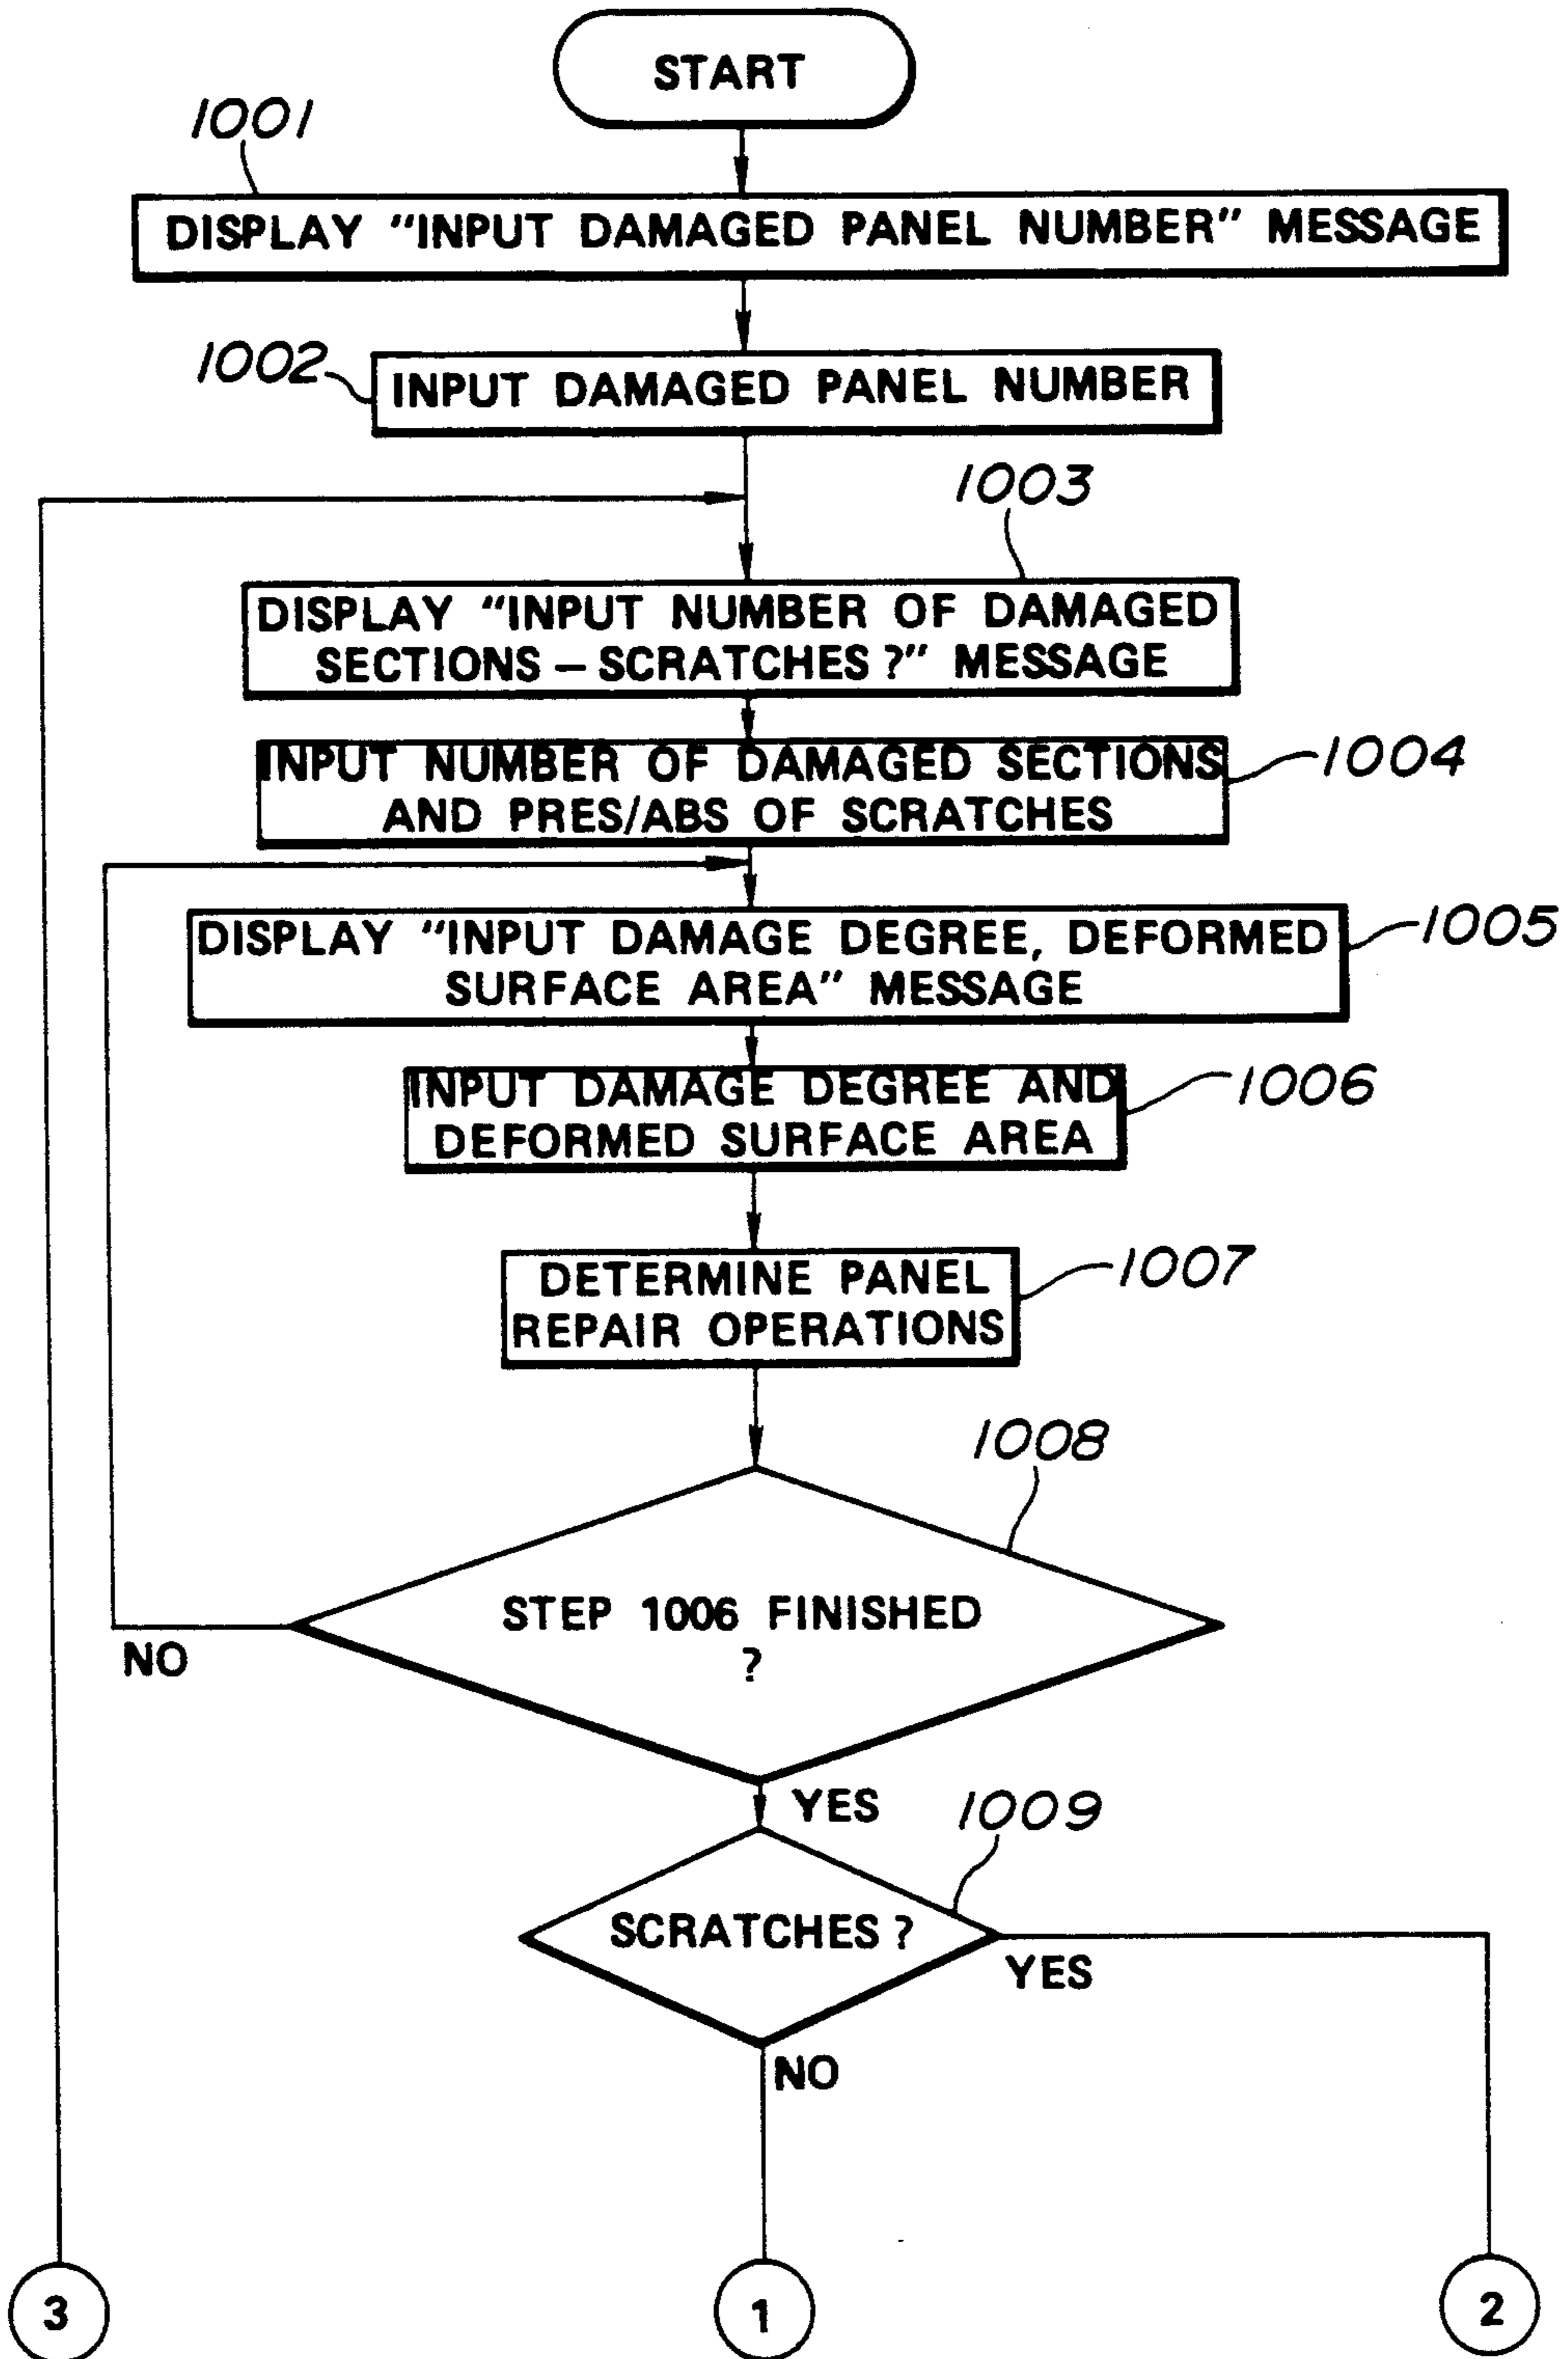 START
1001
DISPLAY "INPUT DAMAGED PANEL NUMBER" MESSAGE
1002
INPUT DAMAGED PANEL NUMBER
1003
DISPLAY "INPUT NUMBER OF DAMAGED
SECTIONS – SCRATCHES ?" MESSAGE
INPUT NUMBER OF DAMAGED SECTIONS
AND PRES/ABS OF SCRATCHES
1004
DISPLAY "INPUT DAMAGE DEGREE, DEFORMED
SURFACE AREA" MESSAGE
1005
INPUT DAMAGE DEGREE AND
DEFORMED SURFACE AREA
1006
DETERMINE PANEL
REPAIR OPERATIONS
1007
1008
STEP 1006 FINISHED
?
NO
YES
1009
SCRATCHES ?
YES
NO
3
1
2